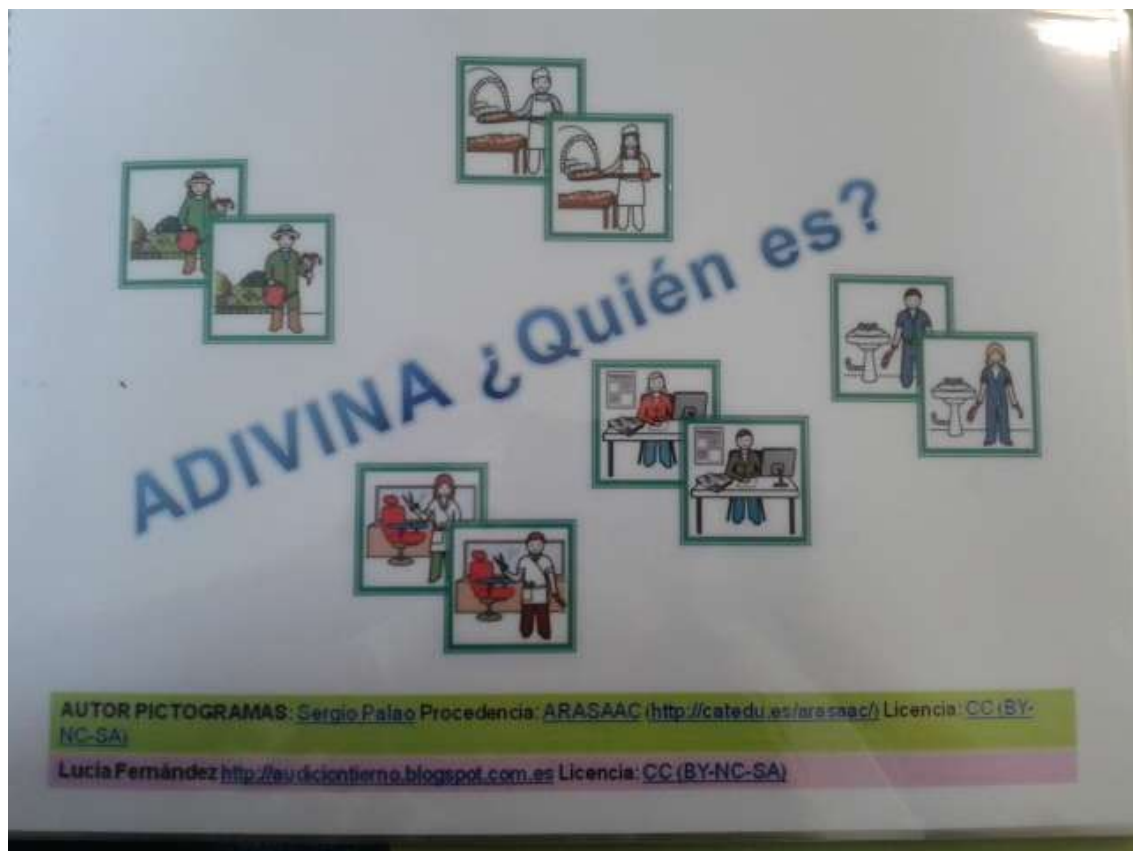 ADIVINA ¿Quién es?
AUTOR PICTOGRAMAS: Sergio Palao Procedencia: ARASAAC (http://catedu.es/arasaac/) Licencia: CC (BY-
NC-SA)
Lucía Fernández http://audiciontierno.blogspot.com.es Licencia: CC (BY-NC-SA)